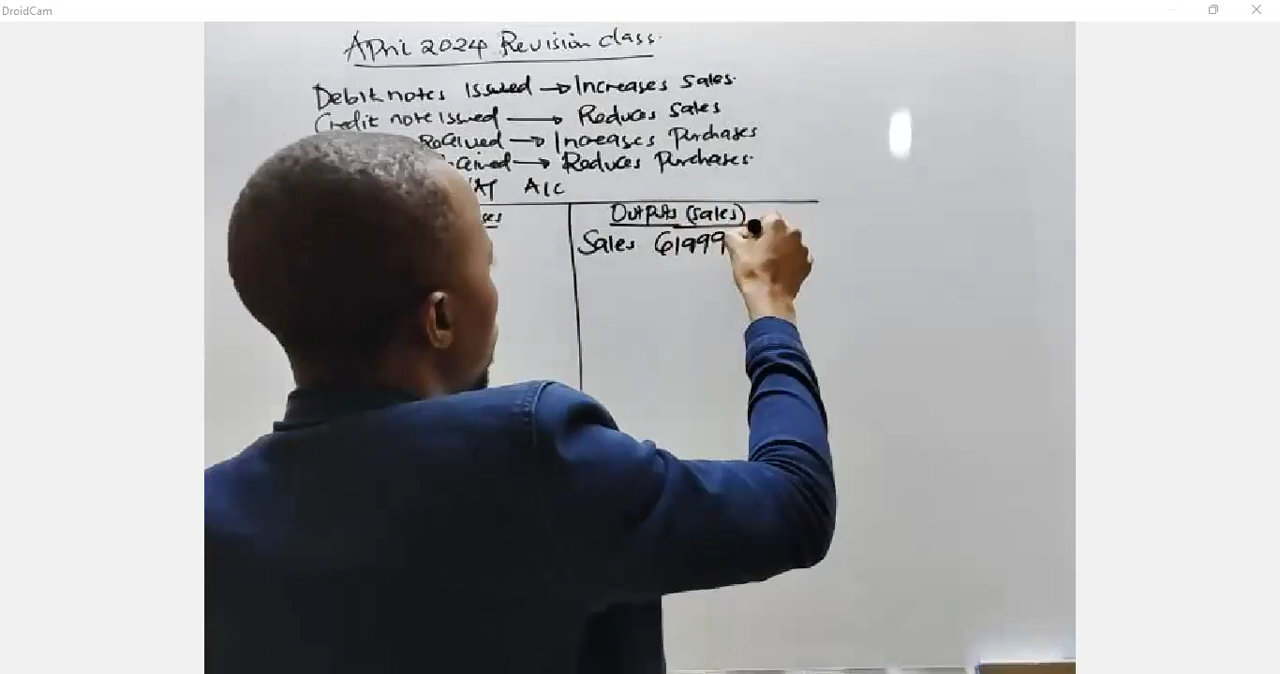 DroidCam
April 2024 Revision class.
Debit notes Issued → Increases Sales.
Credit note Issued → Reduces Sales
Received → Increases Purchases
→ Reduces Purchases.
A/C
Outputs (Sales)
Sales 61999